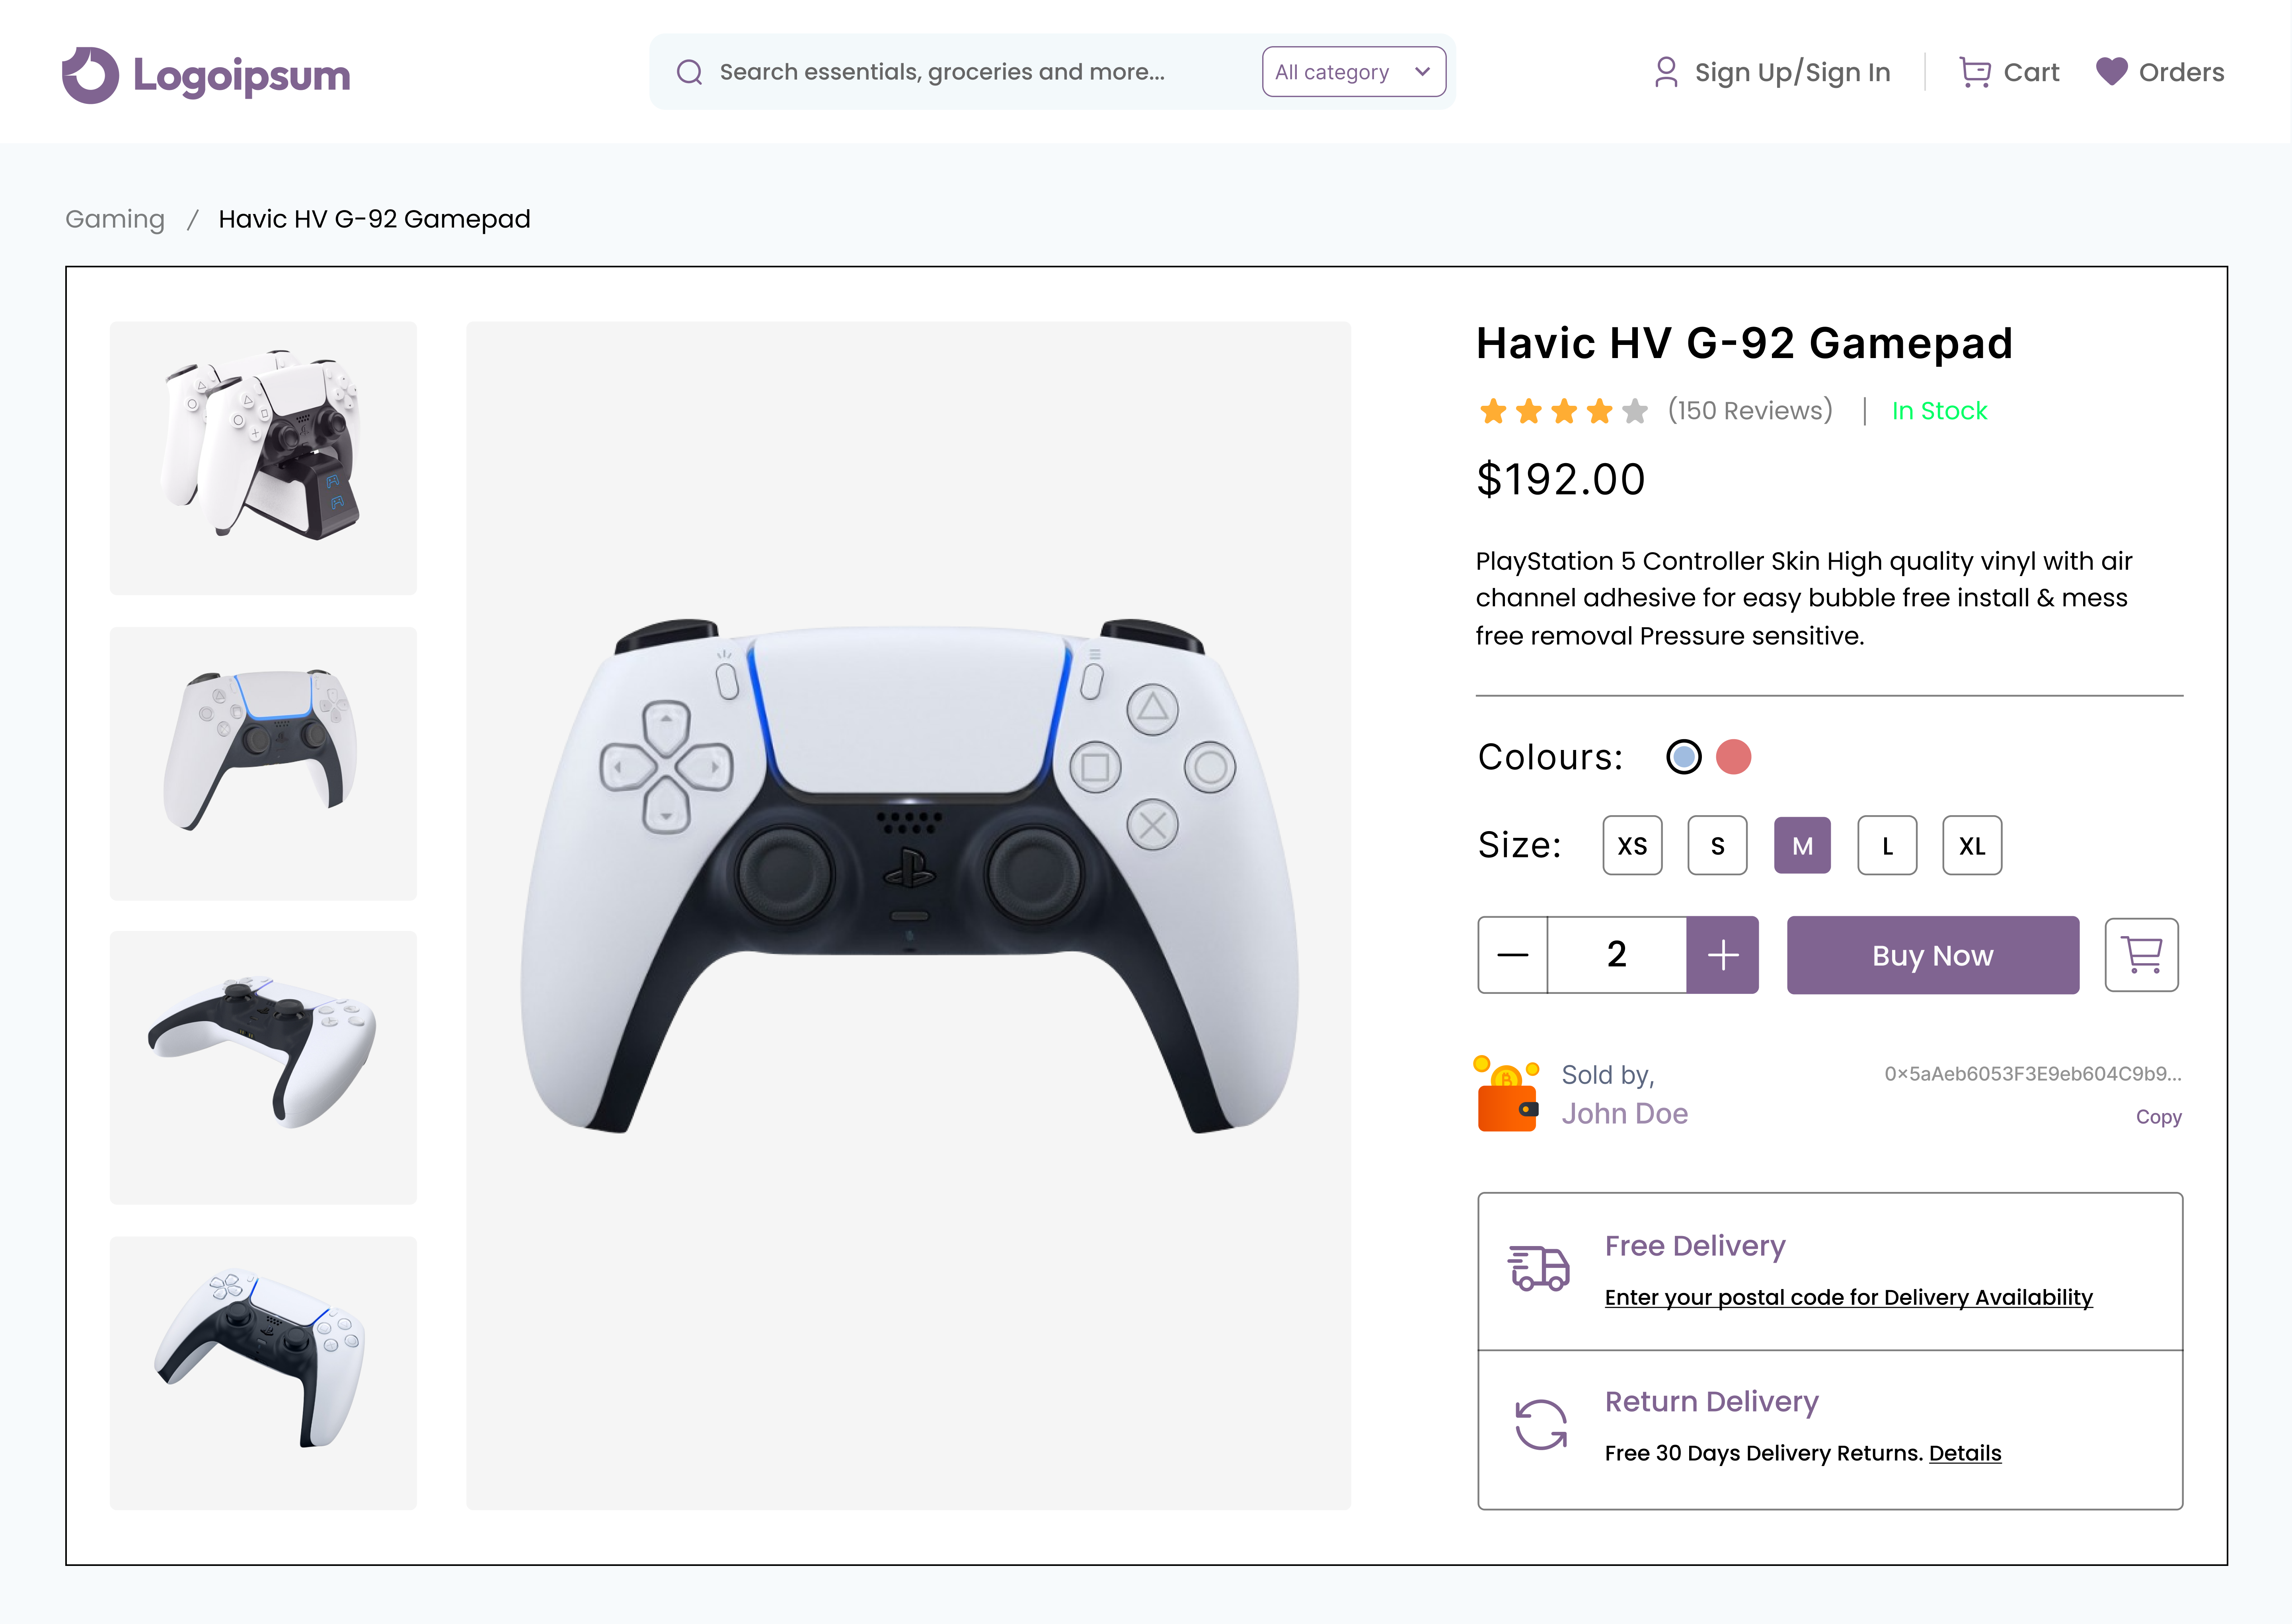 Logoipsum
Search essentials, groceries and more...
All category
Sign Up/Sign In
Cart
Orders
Gaming / Havic HV G-92 Gamepad
Havic HV G-92 Gamepad
(150 Reviews) | In Stock
$192.00
PlayStation 5 Controller Skin High quality vinyl with air
channel adhesive for easy bubble free install & mess
free removal Pressure sensitive.
Colours:
Size: XS S M L XL
2
Buy Now
Sold by,
John Doe
0x5aAeb6053F3E9eb604C9b9...
Copy
Free Delivery
Enter your postal code for Delivery Availability
Return Delivery
Free 30 Days Delivery Returns. Details